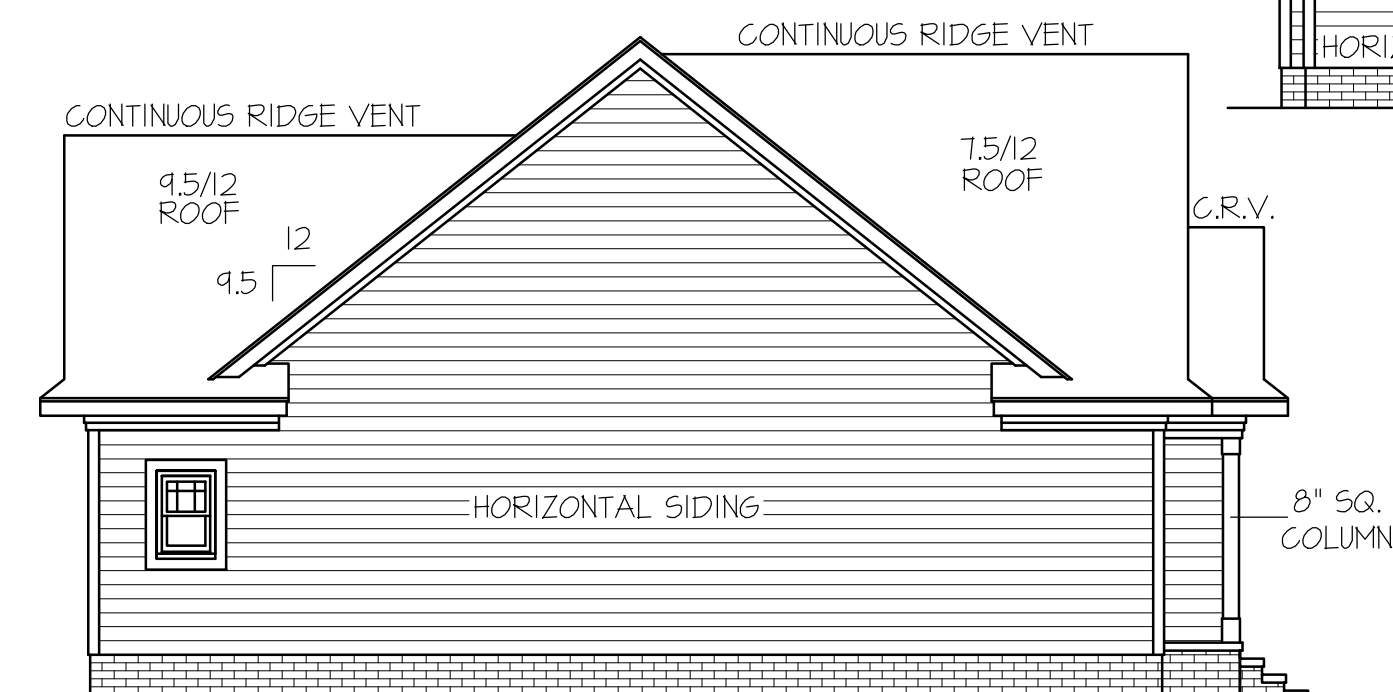 CONTINUOUS RIDGE VENT
HORI
CONTINUOUS RIDGE VENT
7.5/12
ROOF
9.5/12
ROOF
C.R.V.
12
9.5
HORIZONTAL SIDING
8" SQ.
COLUMN